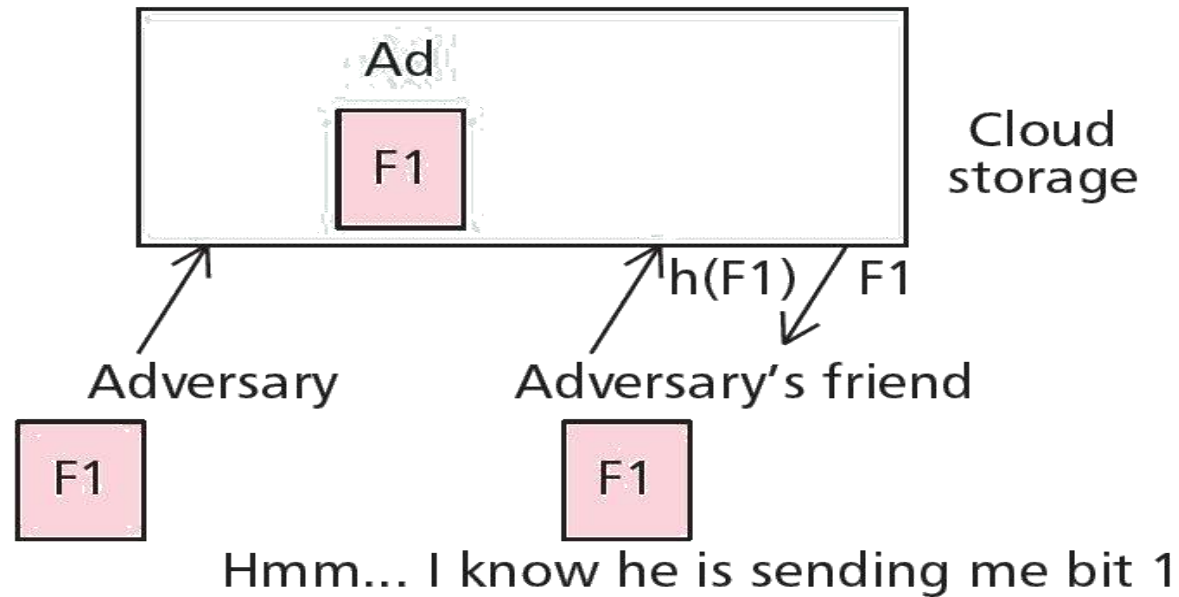 Ad
F1
Cloud
storage
h(F1)
F1
Adversary
Adversary’s friend
F1
F1
Hmm... I know he is sending me bit 1